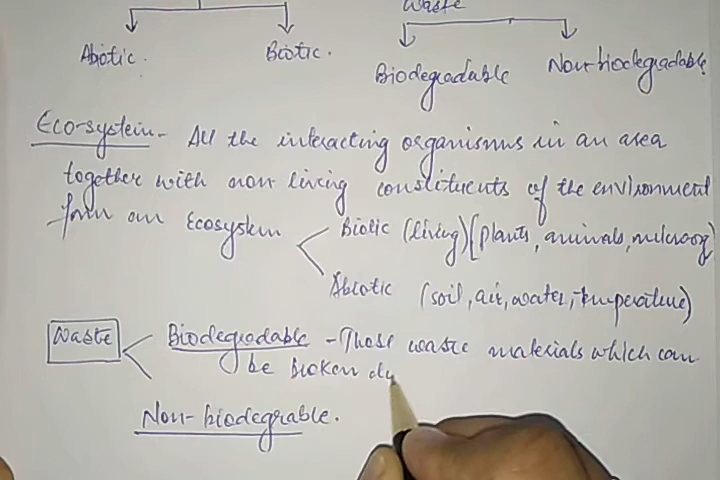 Waste
Abiotic. Biotic. Biodegradable Non-biodegradable
Eco-system- All the interacting organisms in an area
together with non living constituents of the environment
form an Ecosystem Biotic (living) [plants, animals, microorg)
Abiotic (soil, air, water, temperature)
Waste Biodegradable - Those waste materials which can
be broken do
Non-biodegrable.